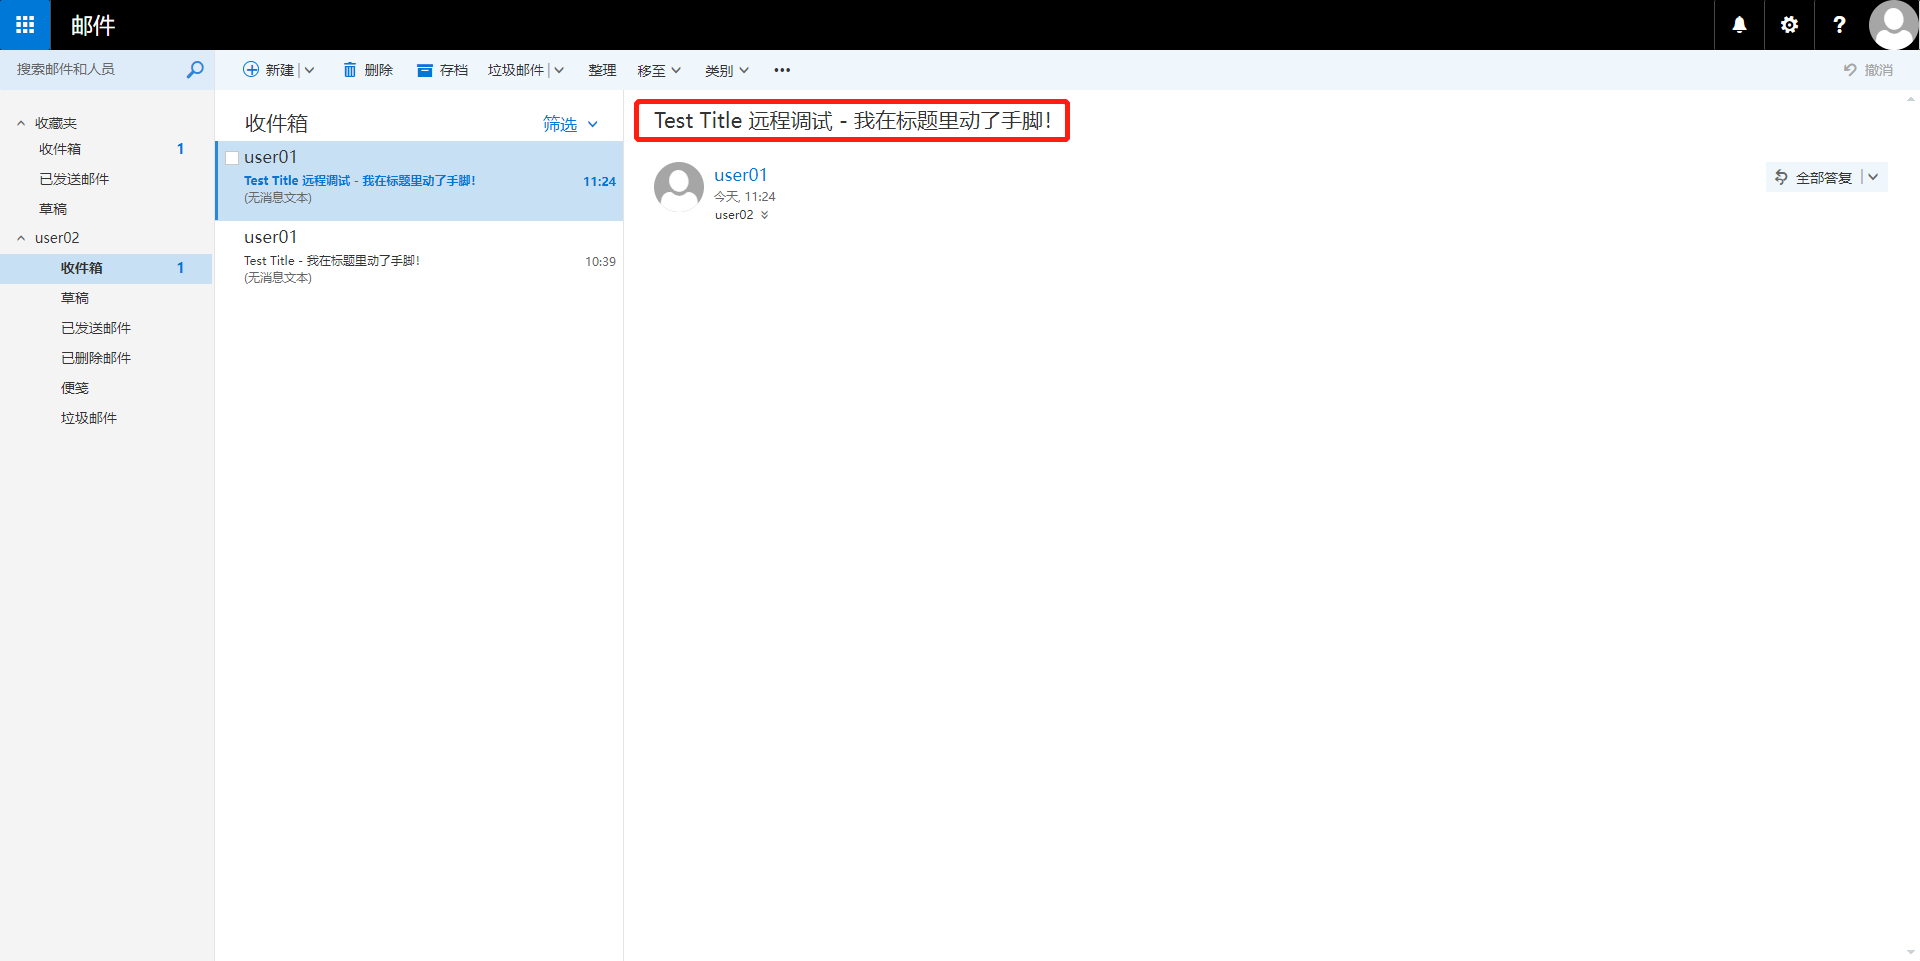 邮件
搜索邮件和人员
新建
删除
存档
垃圾邮件
整理
移至
类别
撤消
收藏夹
收件箱 1
已发送邮件
草稿
user02
收件箱 1
草稿
已发送邮件
已删除邮件
便笺
垃圾邮件
收件箱 筛选
user01
Test Title 远程调试 - 我在标题里动了手脚! 11:24
(无消息文本)
user01
Test Title - 我在标题里动了手脚! 10:39
(无消息文本)
Test Title 远程调试 - 我在标题里动了手脚!
user01
今天, 11:24
user02
全部答复